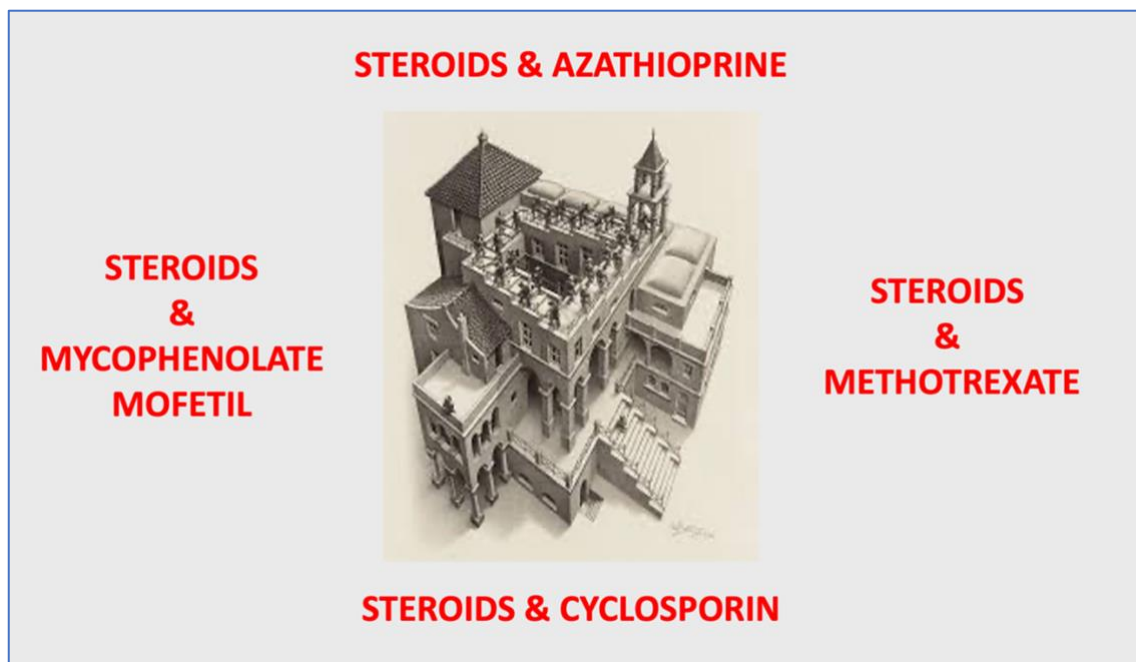 STEROIDS & AZATHIOPRINE
STEROIDS
&
MYCOPHENOLATE
MOFETIL
STEROIDS
&
METHOTREXATE
STEROIDS & CYCLOSPORIN